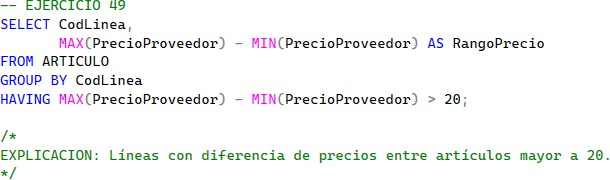 -- EJERCICIO 49
SELECT CodLinea,
       MAX(PrecioProveedor) - MIN(PrecioProveedor) AS RangoPrecio
FROM ARTICULO
GROUP BY CodLinea
HAVING MAX(PrecioProveedor) - MIN(PrecioProveedor) > 20;

/*
EXPLICACION: Líneas con diferencia de precios entre artículos mayor a 20.
*/